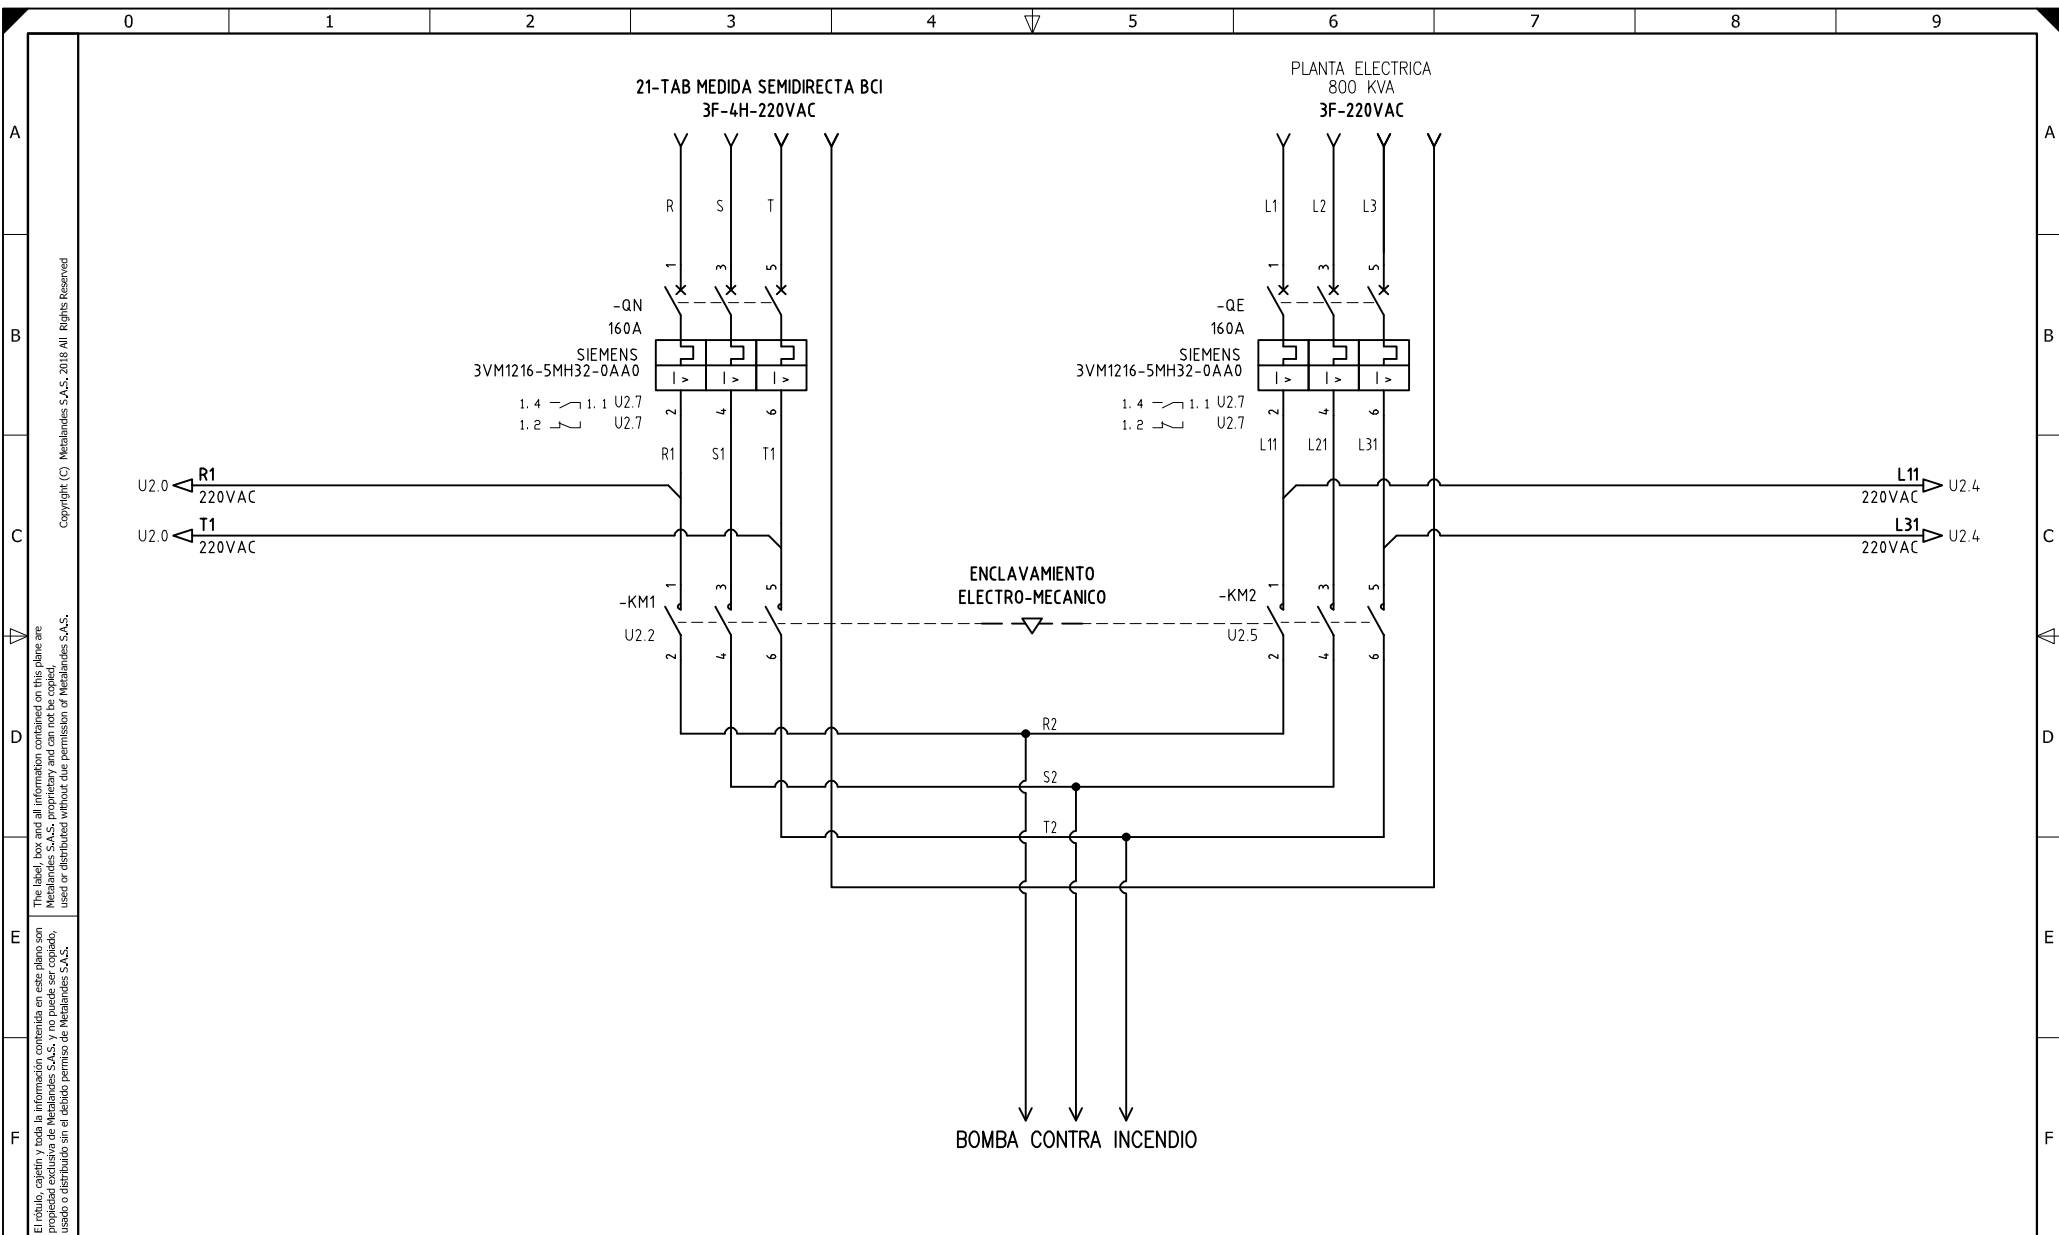 0 1 2 3 4 5 6 7 8 9
21-TAB MEDIDA SEMIDIRECTA BCI
3F-4H-220VAC
PLANTA ELECTRICA
800 KVA
3F-220VAC
A A
R S T
L1 L2 L3
1 3 5
1 3 5
-QN
160A
SIEMENS
3VM1216-5MH32-0AA0
I > I > I >
1.4 1.1 U2.7
1.2 U2.7
2 4 6
-QE
160A
SIEMENS
3VM1216-5MH32-0AA0
I > I > I >
1.4 1.1 U2.7
1.2 U2.7
2 4 6
B B
R1 S1 T1
L11 L21 L31
U2.0 R1
220VAC
U2.0 T1
220VAC
L11 U2.4
220VAC
L31 U2.4
220VAC
C C
ENCLAVAMIENTO
ELECTRO-MECANICO
-KM1
U2.2
1 3 5
2 4 6
-KM2
U2.5
1 3 5
2 4 6
R2
S2
T2
D D
E E
BOMBA CONTRA INCENDIO
F F
Copyright (C) Metalandes S.A.S. 2018 All Rights Reserved
The label, box and all information contained on this plane are
Metalandes S.A.S. proprietary and can not be copied,
used or distributed without due permission of Metalandes S.A.S.
El rótulo, cajetín y toda la información contenida en este plano son
propiedad exclusiva de Metalandes S.A.S. y no puede ser copiado,
usado o distribuido sin el debido permiso de Metalandes S.A.S.